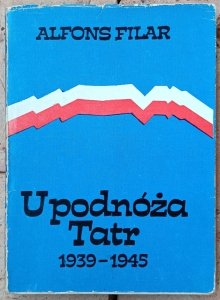 ALFONS FILAR
U podnóża
Tatr
1939-1945